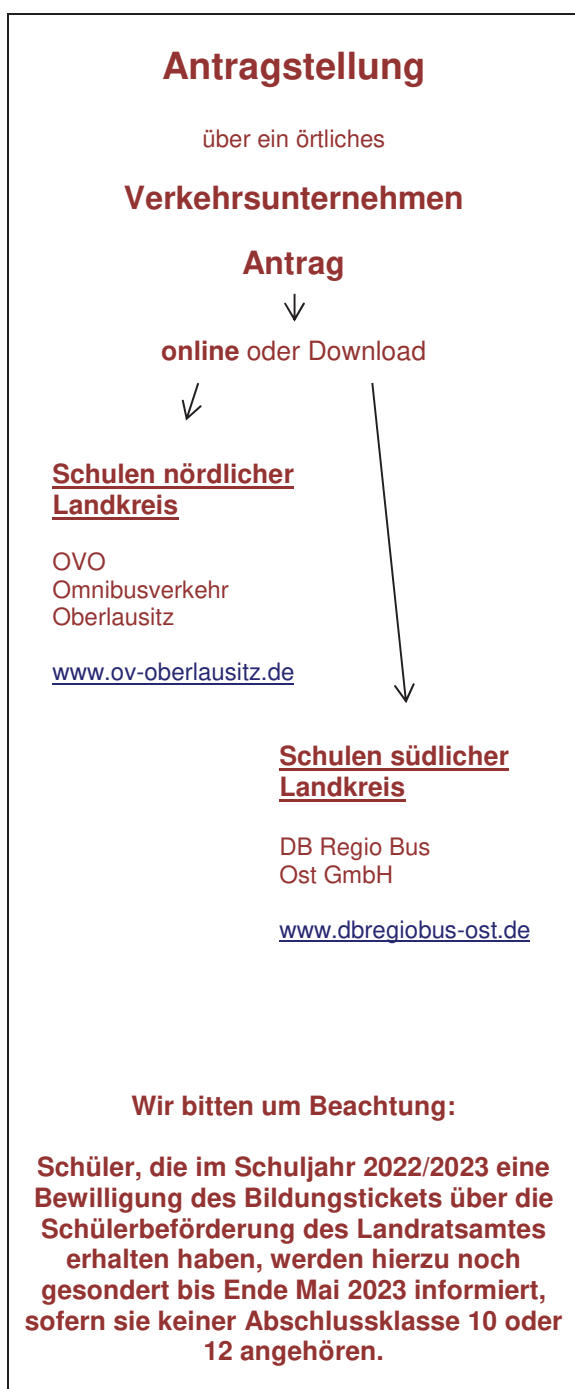 Antragstellung
über ein örtliches
Verkehrsunternehmen
Antrag
online oder Download
Schulen nördlicher
Landkreis
OVO
Omnibusverkehr
Oberlausitz
www.ov-oberlausitz.de
Schulen südlicher
Landkreis
DB Regio Bus
Ost GmbH
www.dbregiobus-ost.de
Wir bitten um Beachtung:
Schüler, die im Schuljahr 2022/2023 eine
Bewilligung des Bildungstickets über die
Schülerbeförderung des Landratsamtes
erhalten haben, werden hierzu noch
gesondert bis Ende Mai 2023 informiert,
sofern sie keiner Abschlussklasse 10 oder
12 angehören.